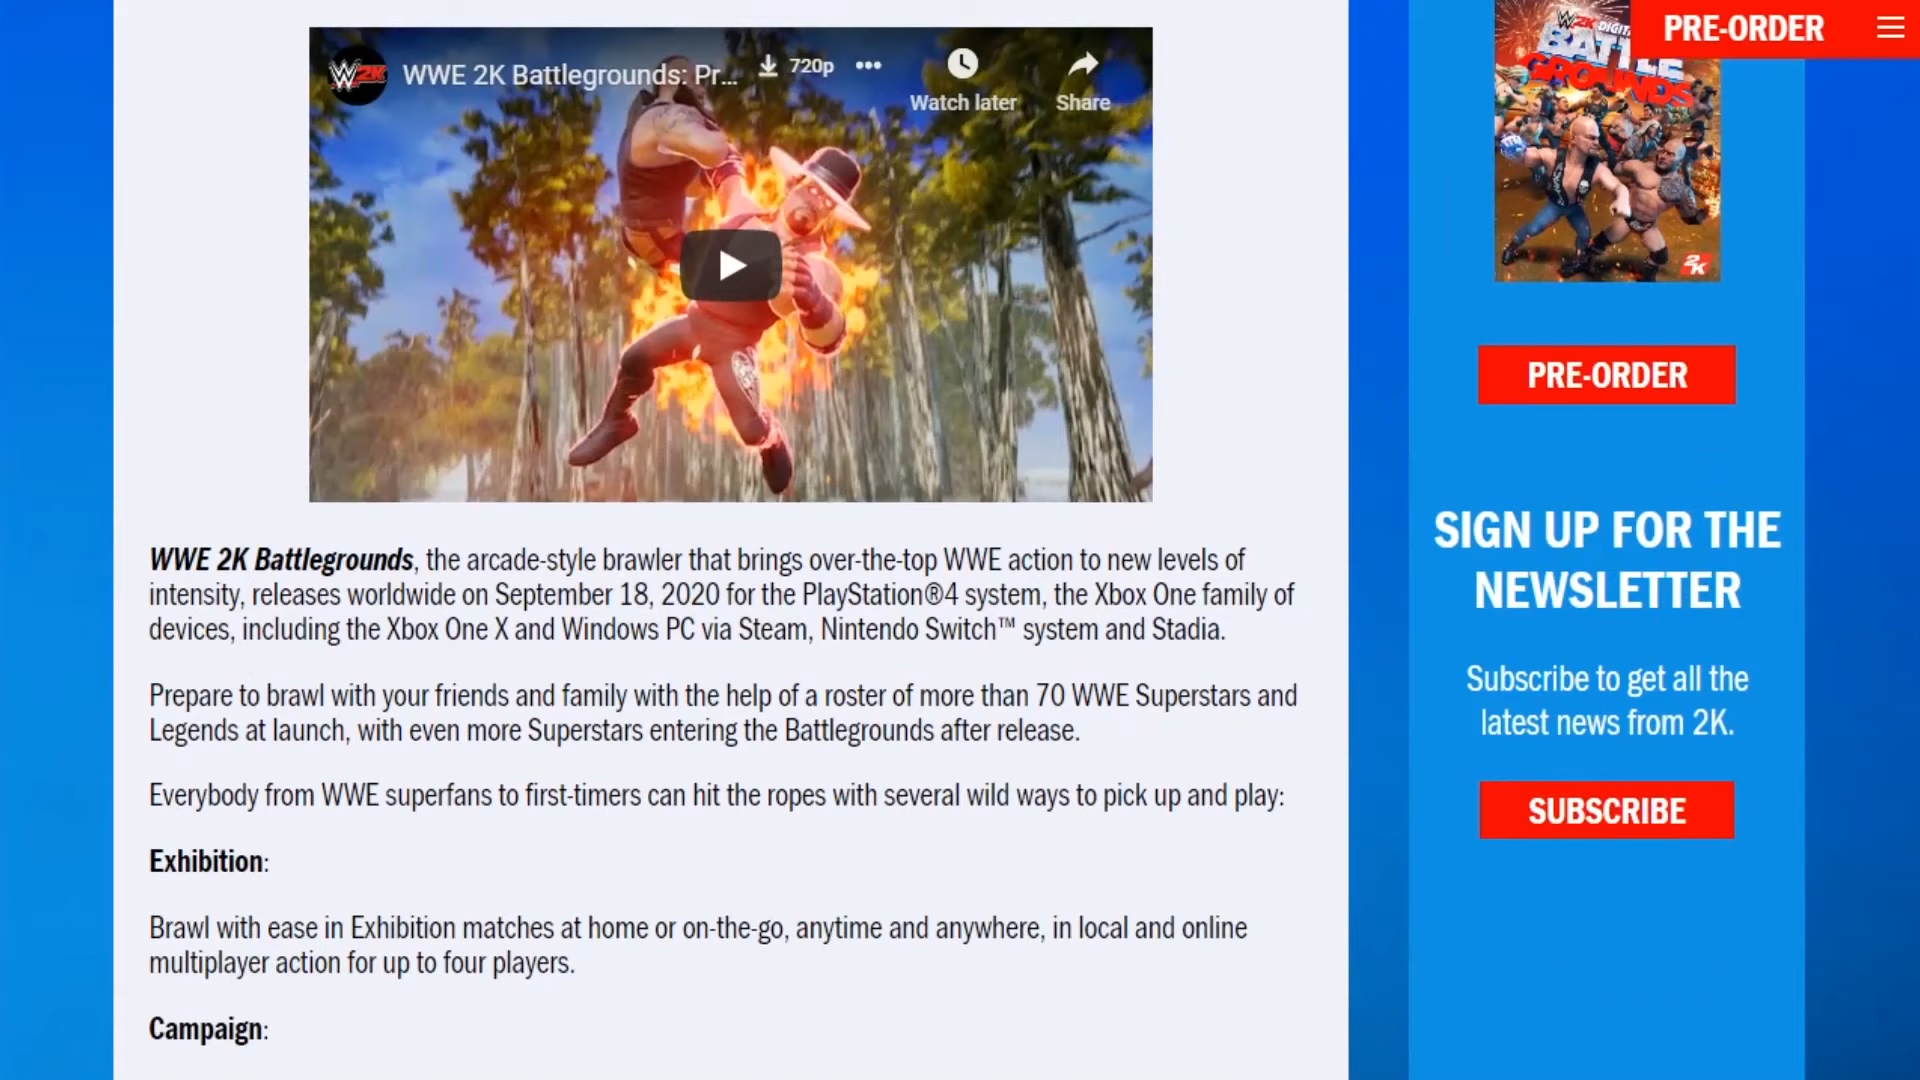 W2K
WWE 2K Battlegrounds: Pr...
720p
Watch later
Share
WWE 2K Battlegrounds, the arcade-style brawler that brings over-the-top WWE action to new levels of
intensity, releases worldwide on September 18, 2020 for the PlayStation®4 system, the Xbox One family of
devices, including the Xbox One X and Windows PC via Steam, Nintendo Switch™ system and Stadia.
Prepare to brawl with your friends and family with the help of a roster of more than 70 WWE Superstars and
Legends at launch, with even more Superstars entering the Battlegrounds after release.
Everybody from WWE superfans to first-timers can hit the ropes with several wild ways to pick up and play:
Exhibition:
Brawl with ease in Exhibition matches at home or on-the-go, anytime and anywhere, in local and online
multiplayer action for up to four players.
Campaign:
PRE-ORDER
W2K
GROUNDS
2K
PRE-ORDER
SIGN UP FOR THE
NEWSLETTER
Subscribe to get all the
latest news from 2K.
SUBSCRIBE